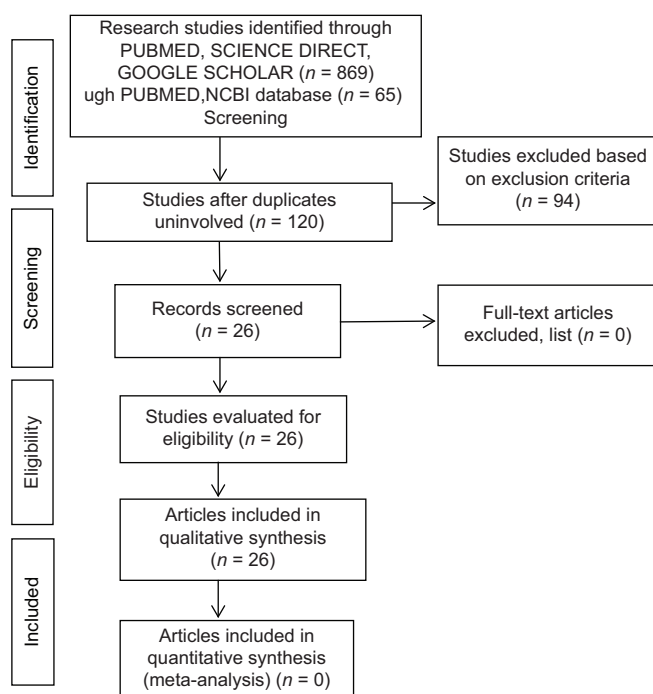 Identification
Research studies identified through
PUBMED, SCIENCE DIRECT,
GOOGLE SCHOLAR (n = 869)
ugh PUBMED,NCBI database (n = 65)
Screening
Studies excluded based
on exclusion criteria
(n = 94)
Studies after duplicates
uninvolved (n = 120)
Screening
Records screened
(n = 26)
Full-text articles
excluded, list (n = 0)
Eligibility
Studies evaluated for
eligibility (n = 26)
Articles included in
qualitative synthesis
(n = 26)
Included
Articles included in
quantitative synthesis
(meta-analysis) (n = 0)